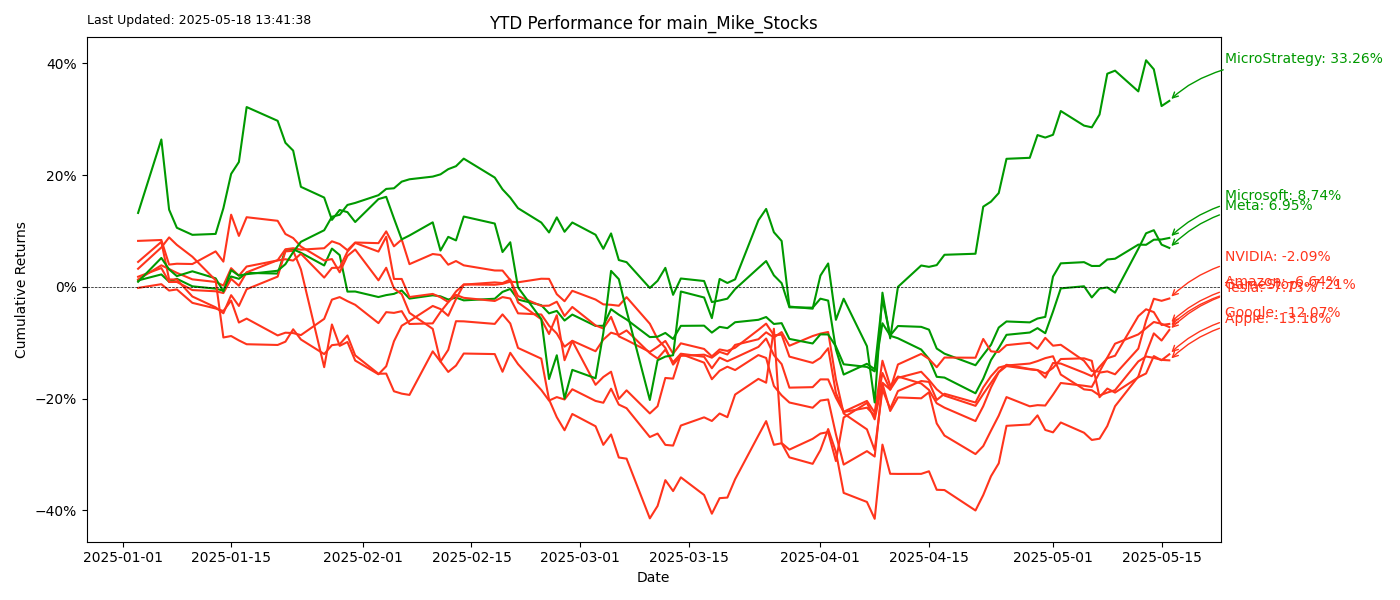 Last Updated: 2025-05-18 13:41:38
YTD Performance for main_Mike_Stocks
Cumulative Returns
40%
20%
0%
−20%
−40%
MicroStrategy: 33.26%
Microsoft: 8.74%
Meta: 6.95%
NVIDIA: -2.09%
Amazon: -6.64%
Tesla: -7.73%
Google: -12.07%
Apple: -13.16%
2025-01-01
2025-01-15
2025-02-01
2025-02-15
2025-03-01
2025-03-15
2025-04-01
2025-04-15
2025-05-01
2025-05-15
Date